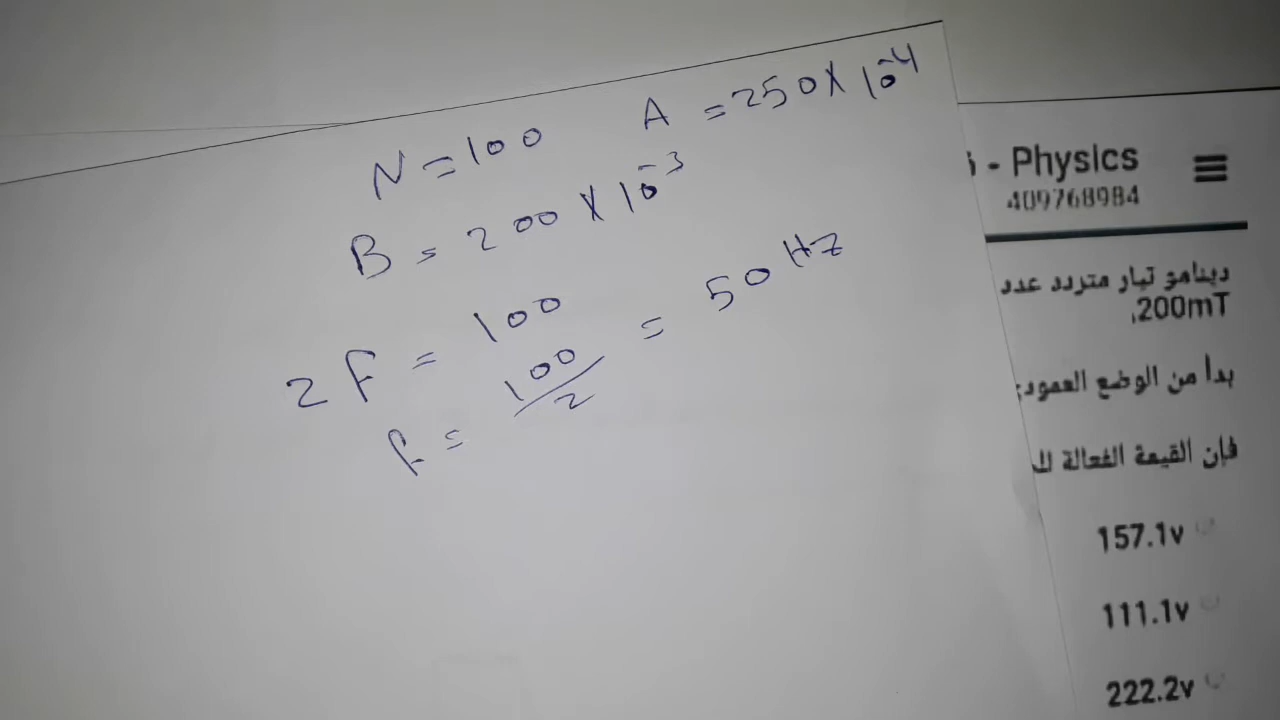 N = 100 A = 250 X 10⁻⁴
B = 200 X 10⁻³
2 F = 100
F = 100/2 = 50 Hz
- Physics
409768984
دينامو تيار متردد عدد
200mT,
بدأ من الوضع العمودي
فإن القيمة الفعالة
157.1v
111.1v
222.2v